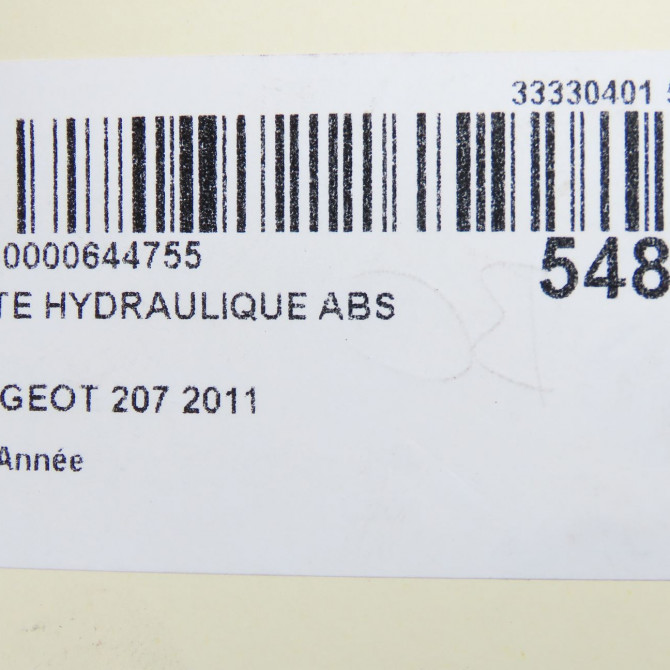 33330401
0000644755
548
TE HYDRAULIQUE ABS
GEOT 207 2011
Année